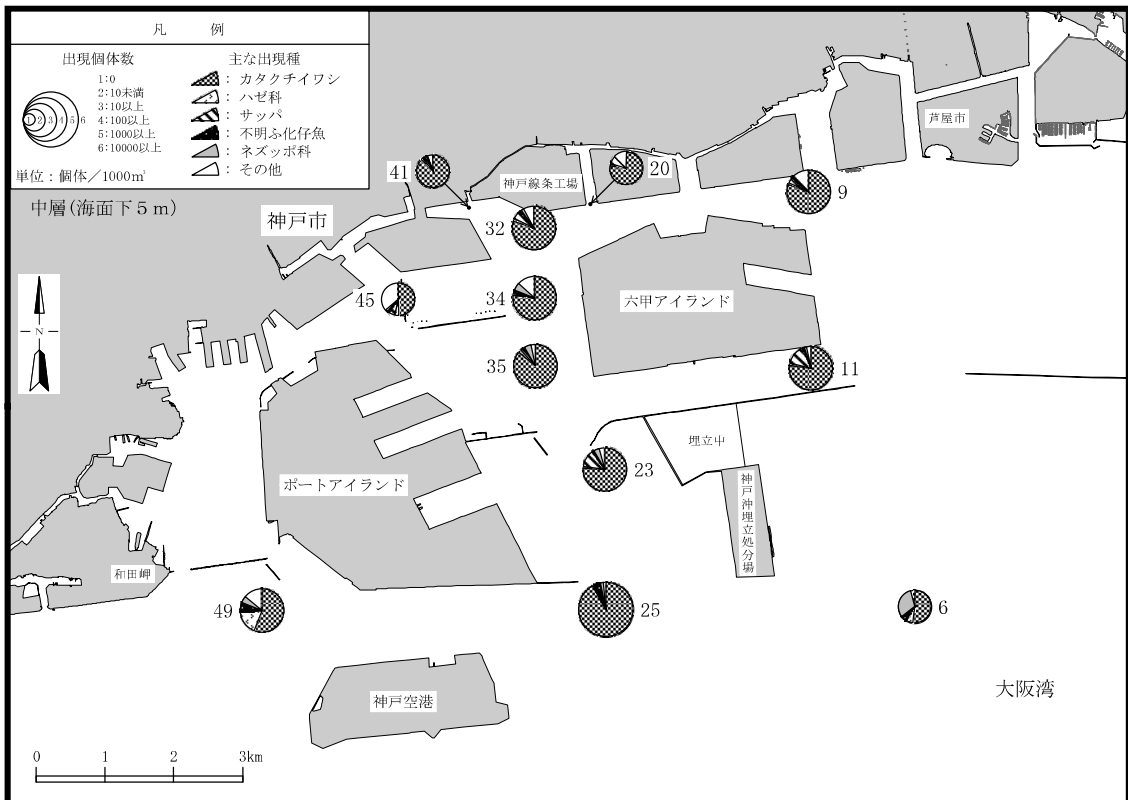 凡　例
出現個体数
1:0
2:10未満
3:10以上
4:100以上
5:1000以上
6:10000以上
1 2 3 4 5 6
単位：個体／1000㎥
主な出現種
：カタクチイワシ
：ハゼ科
：サッパ
：不明ふ化仔魚
：ネズッポ科
：その他
中層(海面下５ｍ)
芦屋市
神戸線条工場
41
20
9
神戸市
32
六甲アイランド
45
34
N
35
11
埋立中
23
ポートアイランド
神戸沖埋立処分場
和田岬
49
25
6
大阪湾
神戸空港
0 1 2 3km